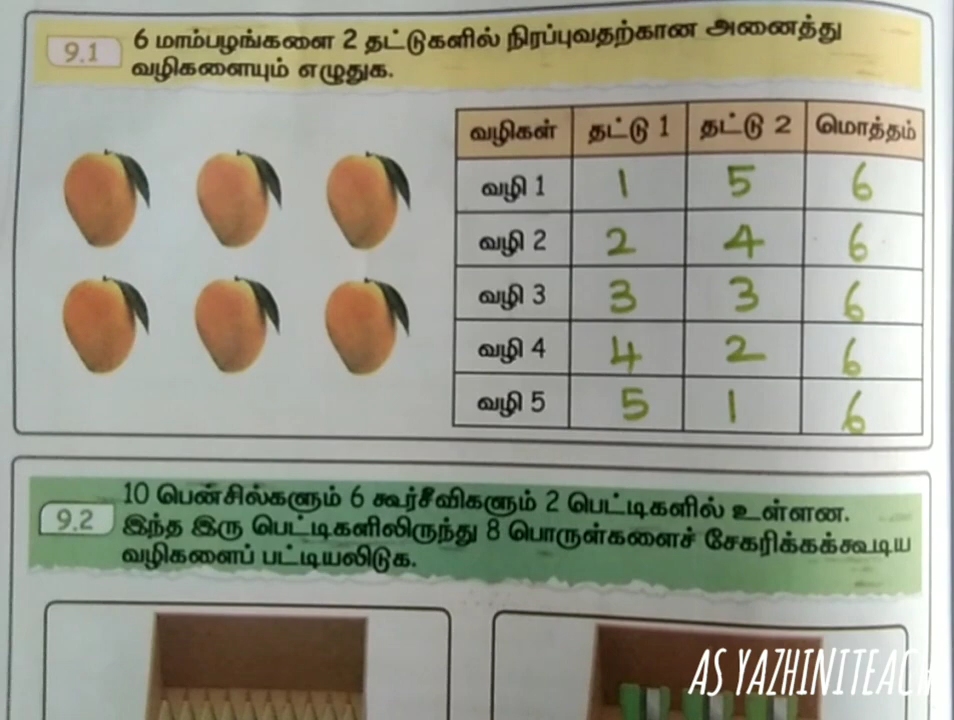 9.1 6 மாம்பழங்களை 2 தட்டுகளில் நிரப்புவதற்கான அனைத்து
வழிகளையும் எழுதுக.
வழிகள் தட்டு 1 தட்டு 2 மொத்தம்
வழி 1 1 5 6
வழி 2 2 4 6
வழி 3 3 3 6
வழி 4 4 2 6
வழி 5 5 1 6
9.2 10 பென்சில்களும் 6 கூர்சீவிகளும் 2 பெட்டிகளில் உள்ளன.
இந்த இரு பெட்டிகளிலிருந்து 8 பொருள்களைச் சேகரிக்கக்கூடிய
வழிகளைப் பட்டியலிடுக.
AS YAZHINITEACH